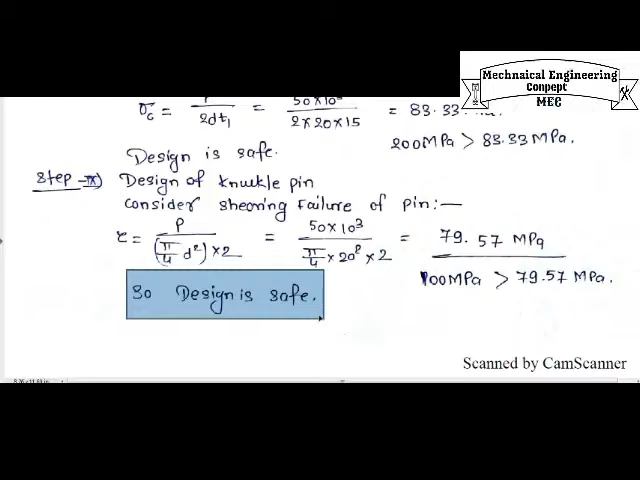 Mechnaical Engineering
Conpept
MEC
σc = P / 2dt1 = 50×10³ / 2×20×15 = 83.33
200MPa > 83.33 MPa.
Design is safe.
Step-IX) Design of knuckle pin
Consider sheoring failure of pin:—
τ = P / (π/4 d²)×2 = 50×10³ / π/4 × 20² × 2 = 79.57 MPa
100MPa > 79.57 MPa.
So Design is safe.
Scanned by CamScanner